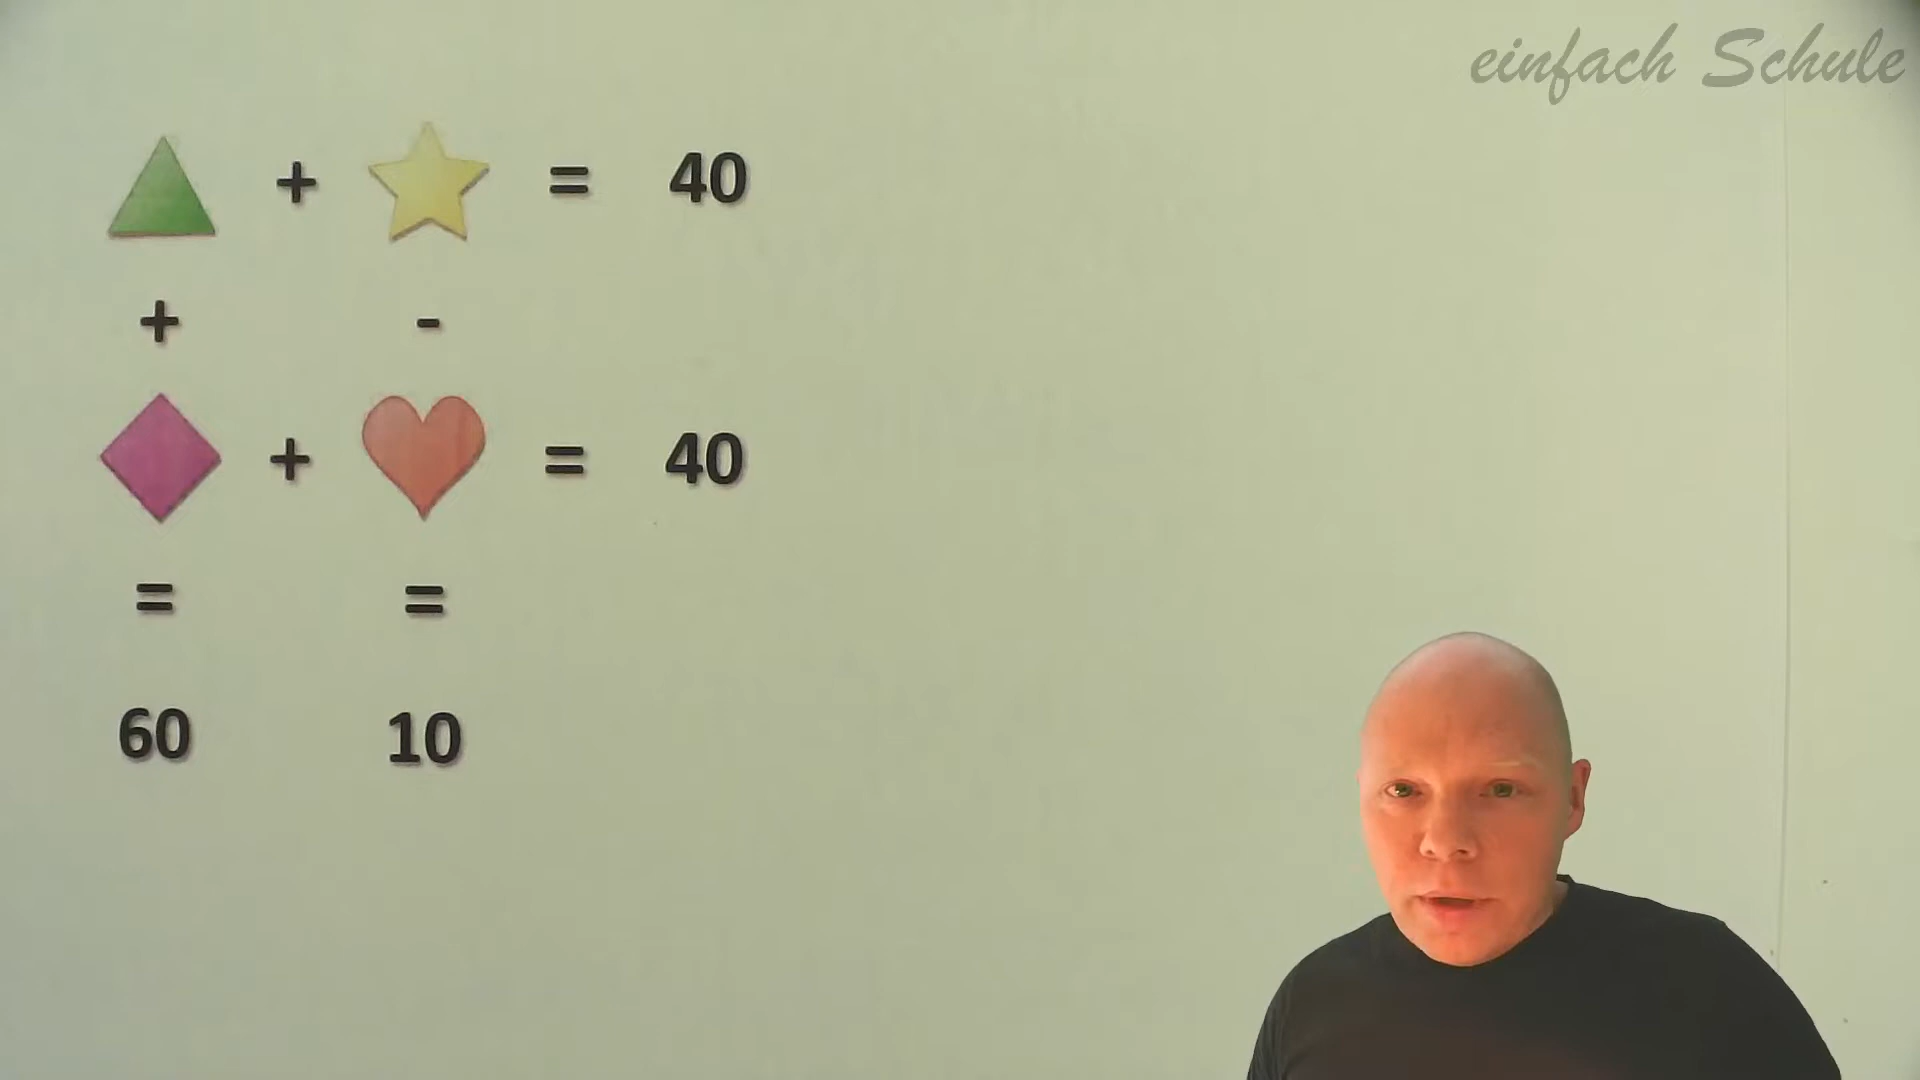 einfach Schule
+ = 40
+ -
+ = 40
= =
60 10